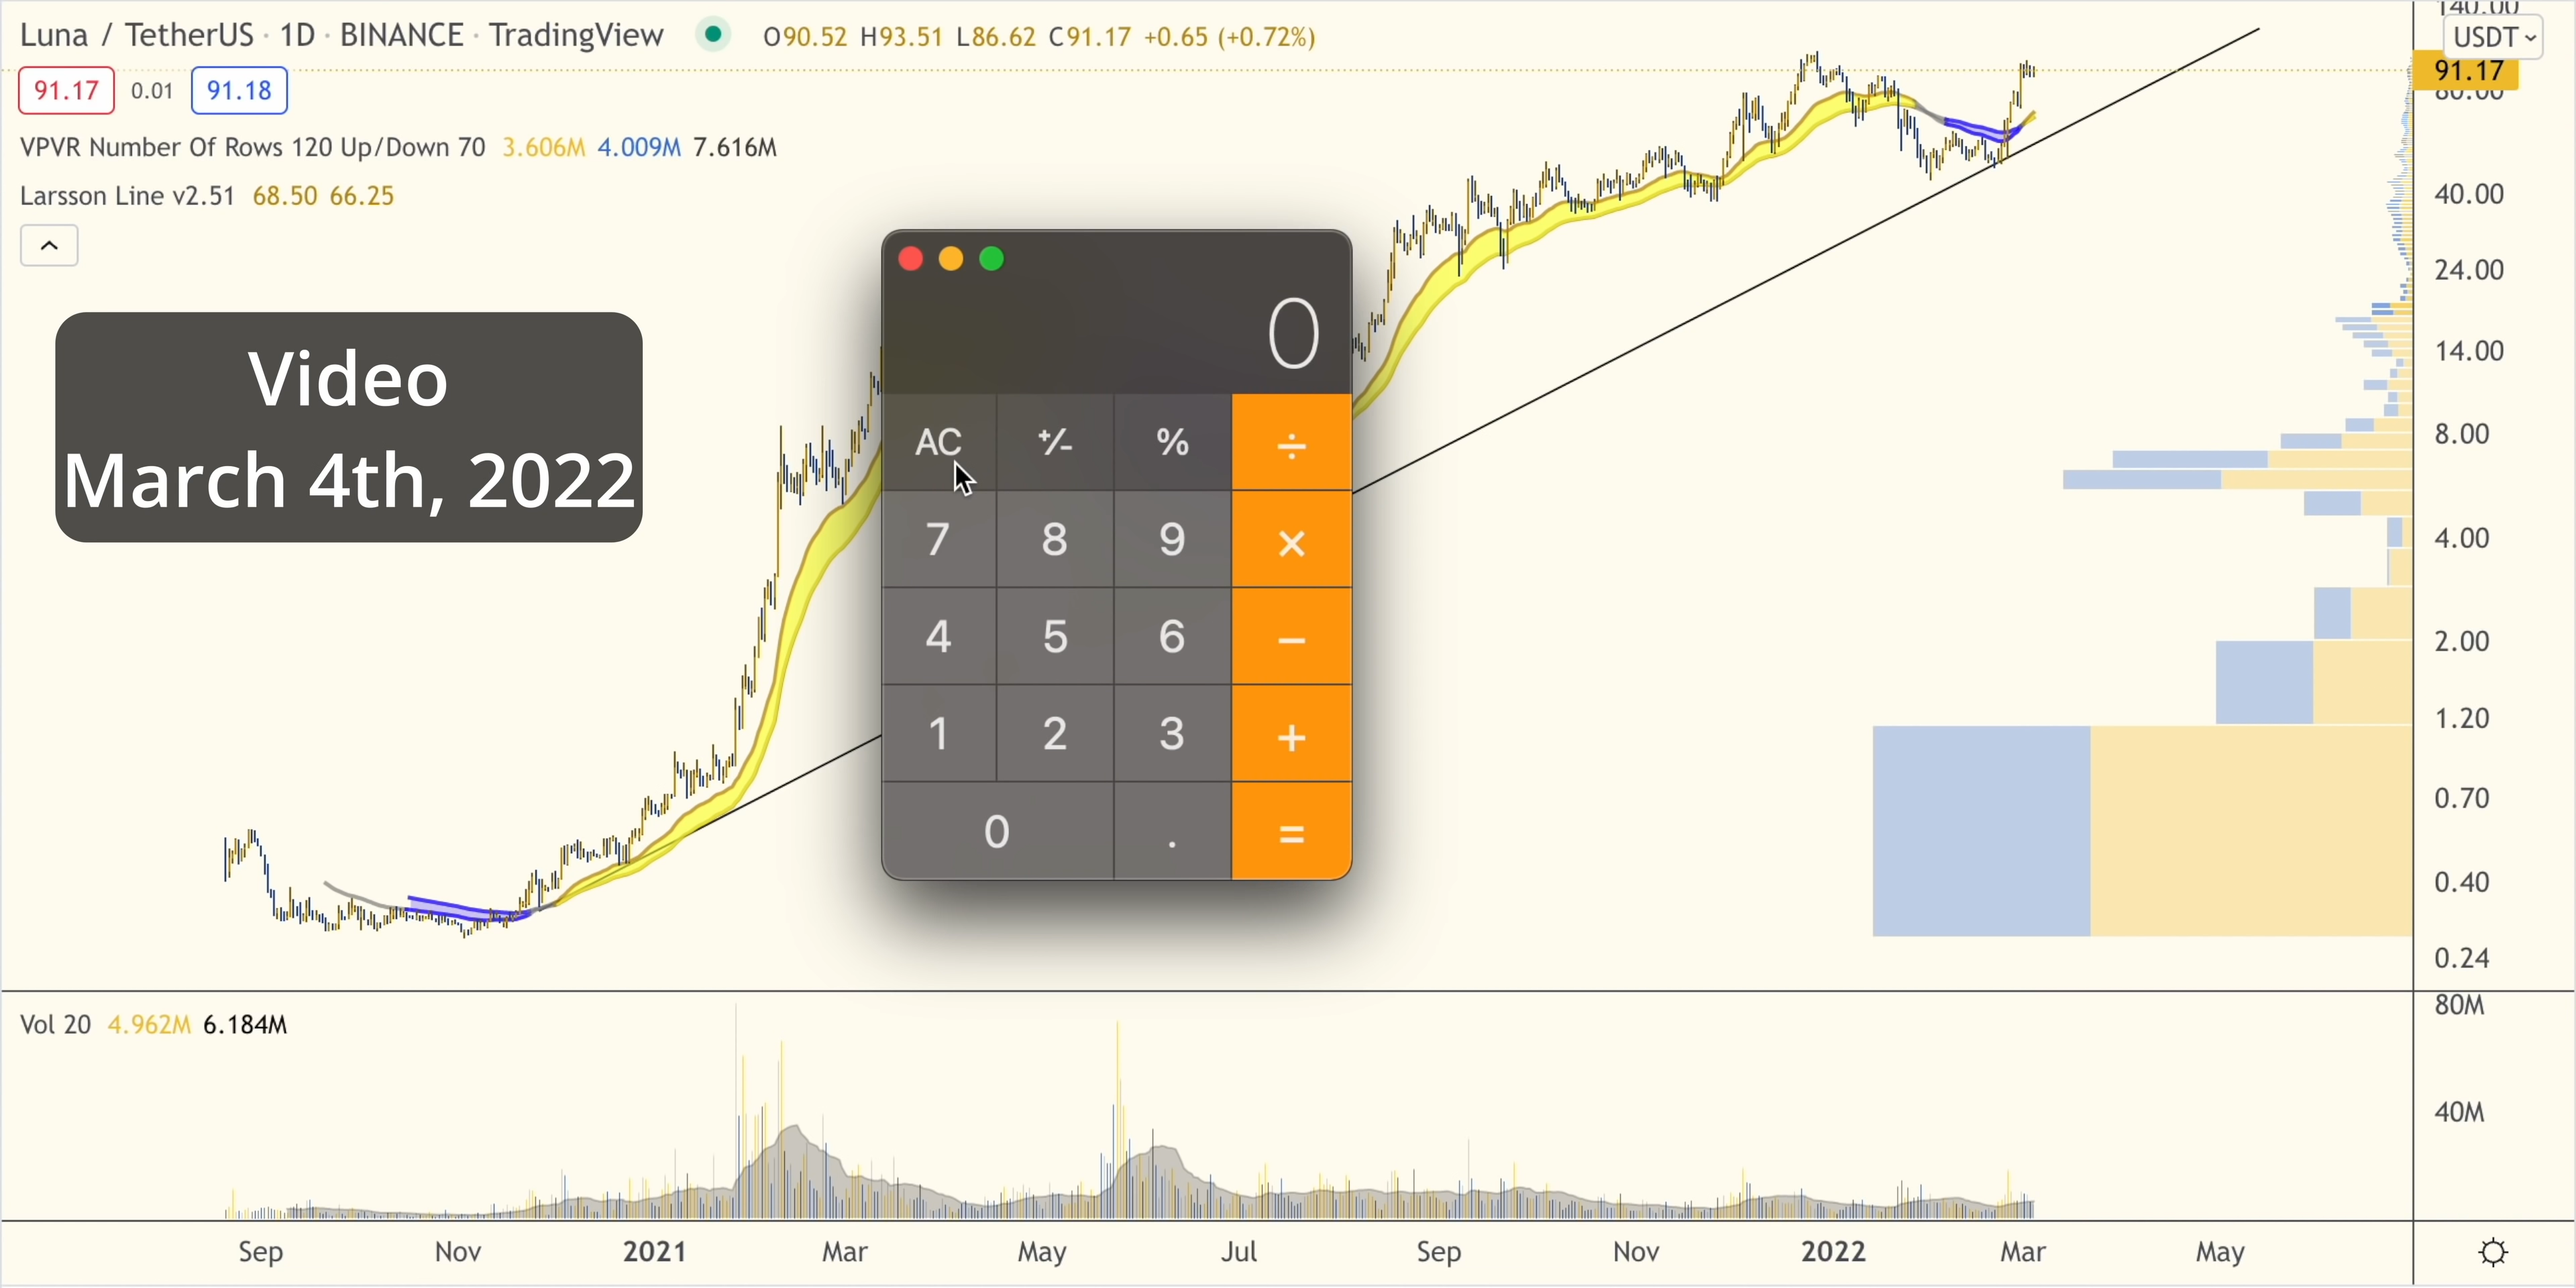 Luna / TetherUS · 1D · BINANCE · TradingView O90.52 H93.51 L86.62 C91.17 +0.65 (+0.72%)
91.17 0.01 91.18
VPVR Number Of Rows 120 Up/Down 70 3.606M 4.009M 7.616M
Larsson Line v2.51 68.50 66.25
Video
March 4th, 2022
0
AC +/- % ÷
7 8 9 ×
4 5 6 −
1 2 3 +
0 . =
140.00
USDT
91.17
80.00
40.00
24.00
14.00
8.00
4.00
2.00
1.20
0.70
0.40
0.24
Vol 20 4.962M 6.184M
80M
40M
Sep Nov 2021 Mar May Jul Sep Nov 2022 Mar May